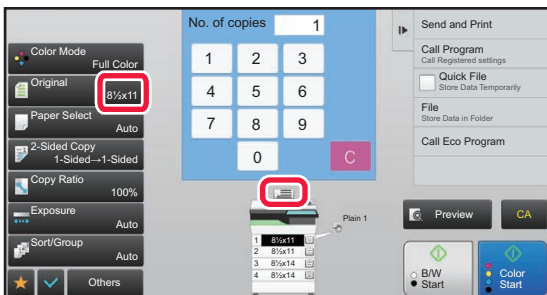 No. of copies 1
Color Mode
Full Color
Original
8½x11
Paper Select
Auto
2-Sided Copy
1-Sided→1-Sided
Copy Ratio
100%
Exposure
Auto
Sort/Group
Auto
Others
1 2 3
4 5 6
7 8 9
0 C
Plain 1
1 8½x11
2 8½x11
3 8½x14
4 8½x14
Send and Print
Call Program
Call Registered settings
Quick File
Store Data Temporarily
File
Store Data in Folder
Call Eco Program
Preview
CA
B/W
Start
Color
Start